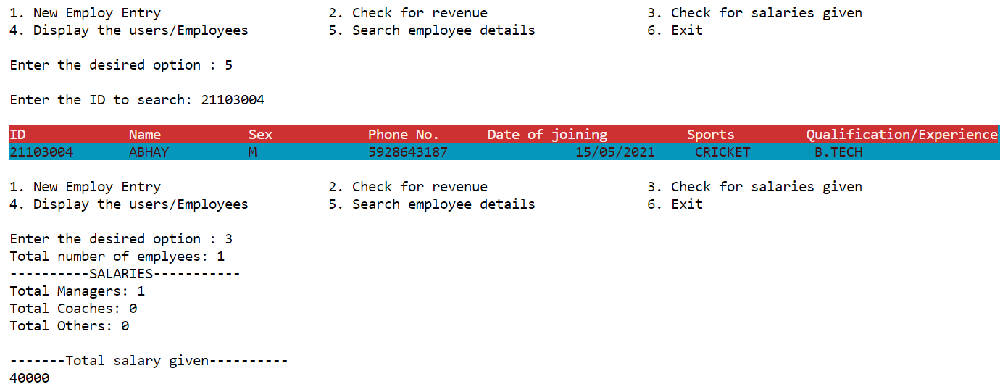 1. New Employ Entry 2. Check for revenue 3. Check for salaries given
4. Display the users/Employees 5. Search employee details 6. Exit
Enter the desired option : 5
Enter the ID to search: 21103004
ID Name Sex Phone No. Date of joining Sports Qualification/Experience
21103004 ABHAY M 5928643187 15/05/2021 CRICKET B.TECH
1. New Employ Entry 2. Check for revenue 3. Check for salaries given
4. Display the users/Employees 5. Search employee details 6. Exit
Enter the desired option : 3
Total number of emplyees: 1
----------SALARIES-----------
Total Managers: 1
Total Coaches: 0
Total Others: 0
-------Total salary given----------
40000